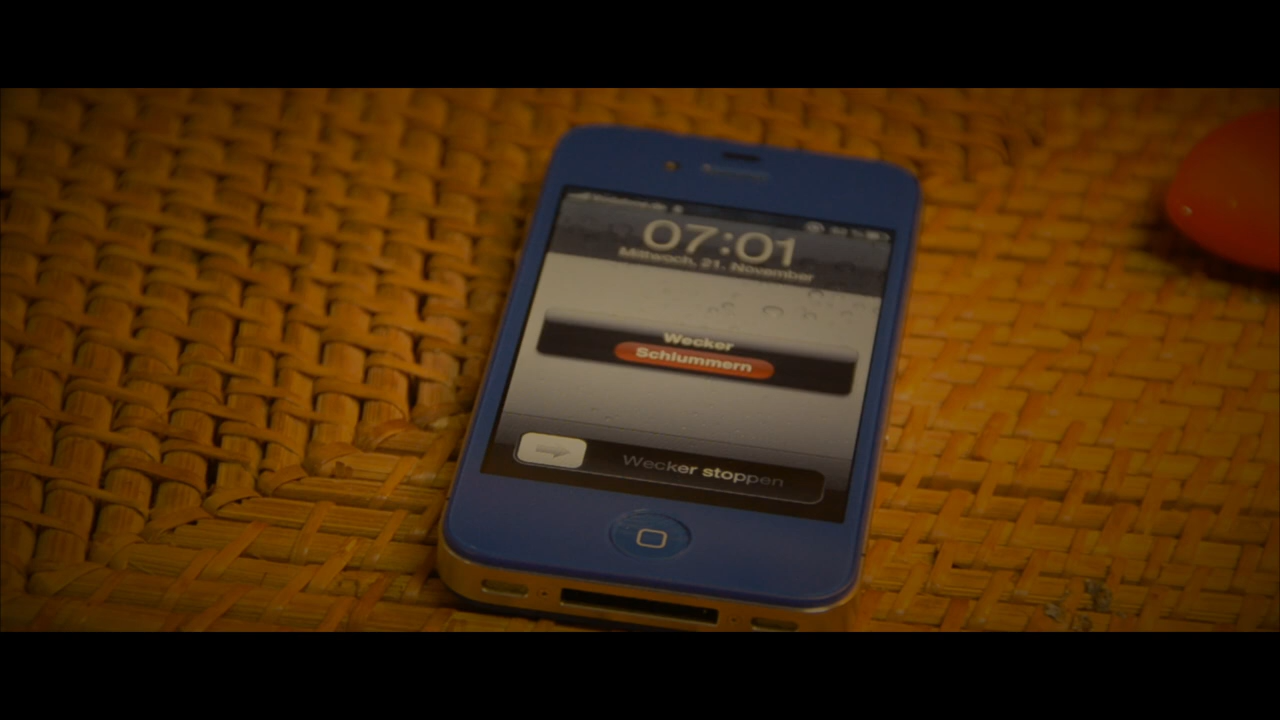 07:01
Mittwoch, 21. November
Wecker
Schlummern
Wecker stoppen